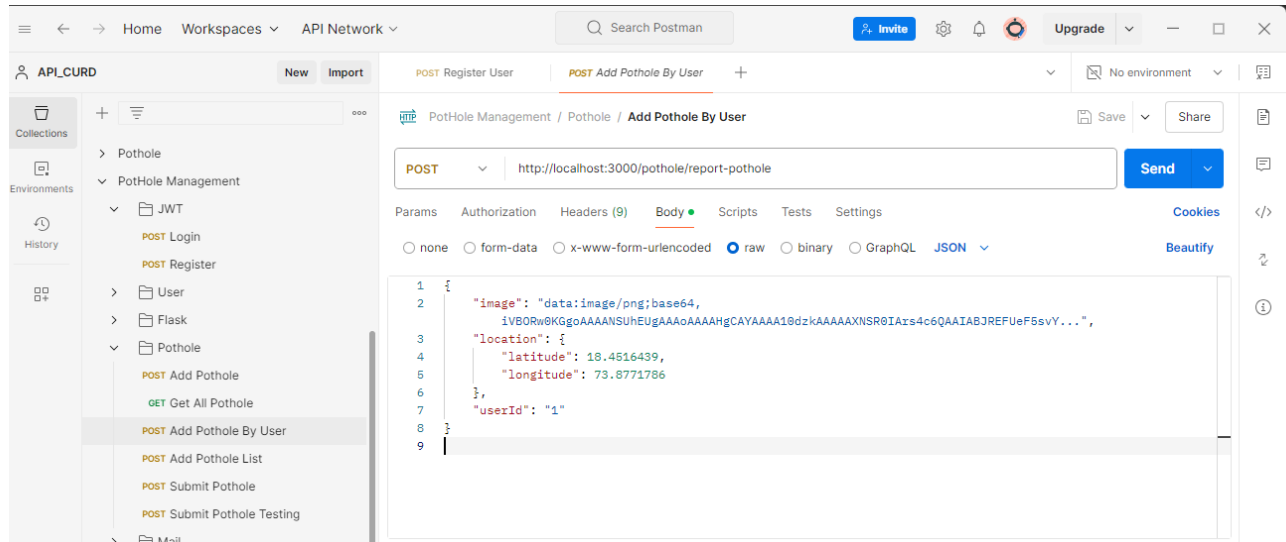 Home Workspaces API Network Search Postman Invite Upgrade
API_CURD New Import POST Register User POST Add Pothole By User No environment
Collections
Environments
History
Pothole
PotHole Management
JWT
POST Login
POST Register
User
Flask
Pothole
POST Add Pothole
GET Get All Pothole
POST Add Pothole By User
POST Add Pothole List
POST Submit Pothole
POST Submit Pothole Testing
Mail
HTTP PotHole Management / Pothole / Add Pothole By User Save Share
POST http://localhost:3000/pothole/report-pothole Send
Params Authorization Headers (9) Body Scripts Tests Settings Cookies
none form-data x-www-form-urlencoded raw binary GraphQL JSON Beautify
1 {
2 "image": "data:image/png;base64,
iVBORw0KGgoAAAANSUhEUgAAAoAAAAHgCAYAAAA10dzkAAAAAXNSR0IArs4c6QAAIABJREFUeF5svY...",
3 "location": {
4 "latitude": 18.4516439,
5 "longitude": 73.8771786
6 },
7 "userId": "1"
8 }
9